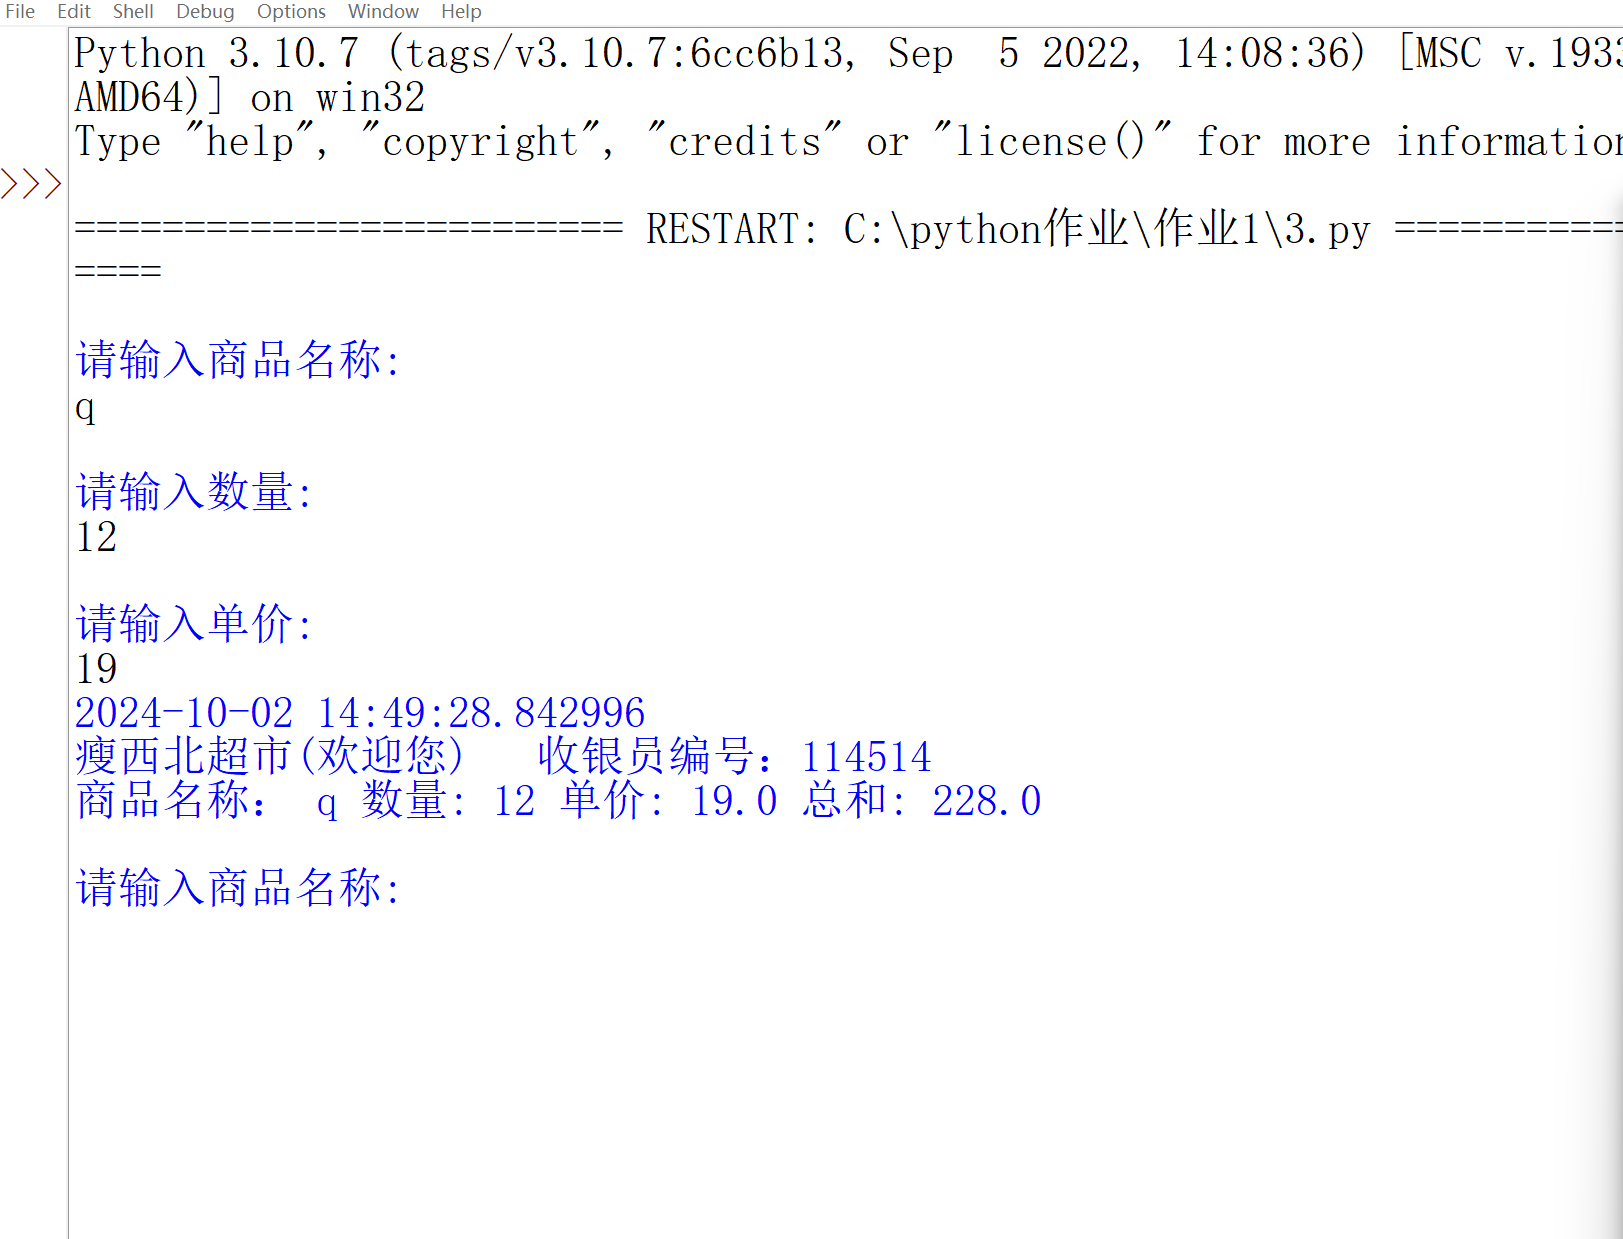 File Edit Shell Debug Options Window Help
Python 3.10.7 (tags/v3.10.7:6cc6b13, Sep  5 2022, 14:08:36) [MSC v.193
AMD64)] on win32
Type "help", "copyright", "credits" or "license()" for more information
>>>
========================= RESTART: C:\python作业\作业1\3.py ===========
====
请输入商品名称:
q
请输入数量:
12
请输入单价:
19
2024-10-02 14:49:28.842996
瘦西北超市(欢迎您)   收银员编号：114514
商品名称： q 数量: 12 单价: 19.0 总和: 228.0
请输入商品名称: